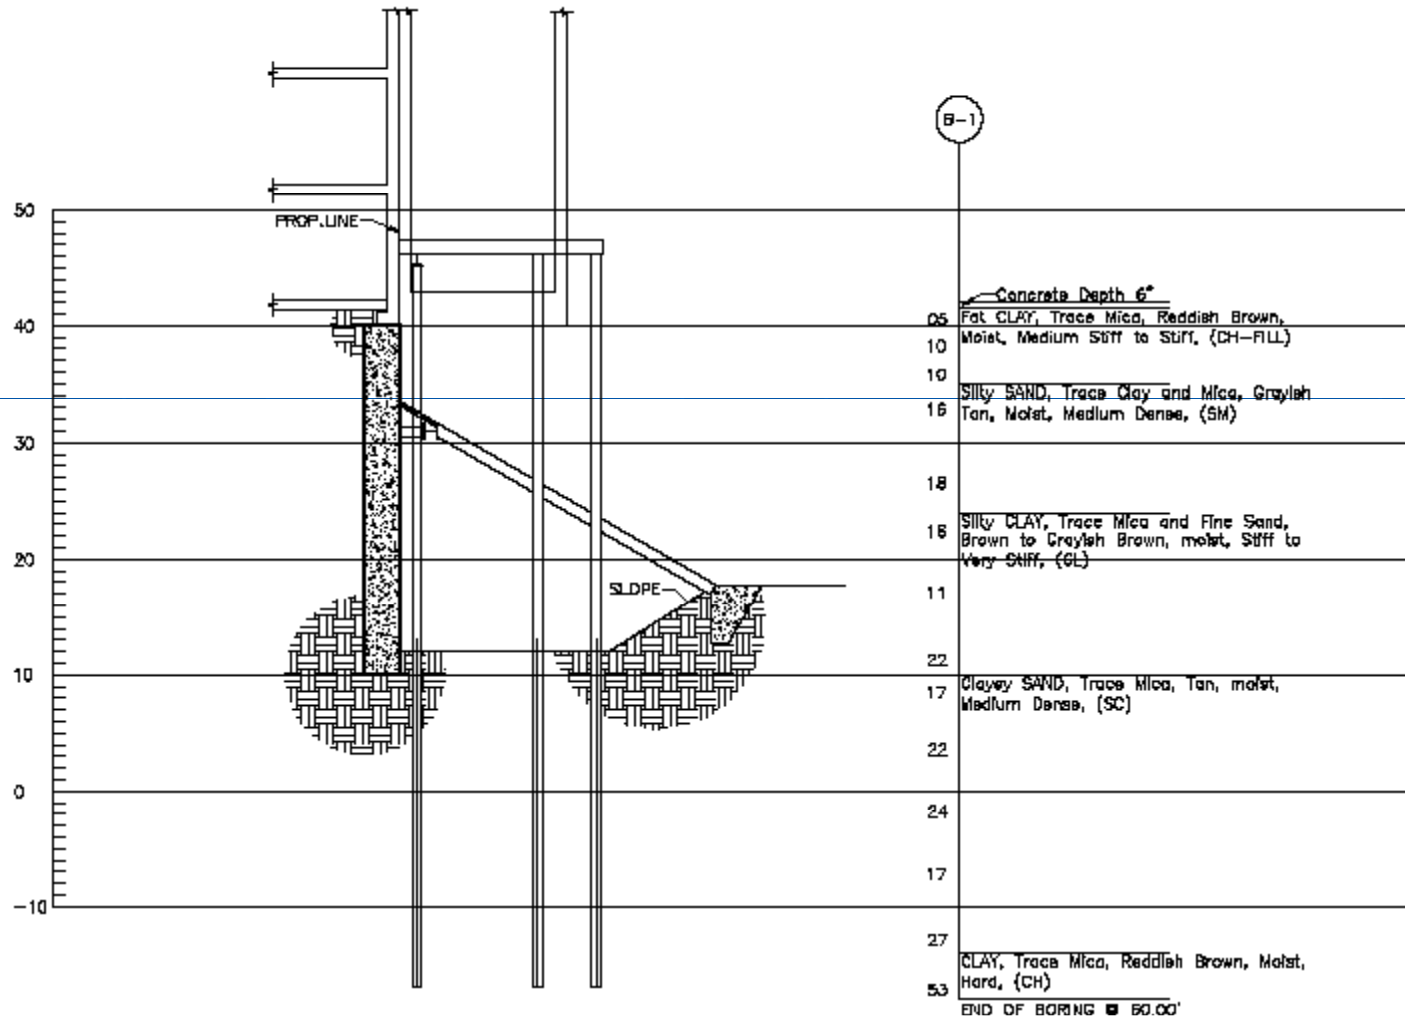 B-1
50
PROP.LINE
Concrete Depth 6"
40
05
Fat CLAY, Trace Mica, Reddish Brown,
Moist, Medium Stiff to Stiff, (CH-FILL)
10
10
Silty SAND, Trace Clay and Mica, Grayish
Tan, Moist, Medium Dense, (SM)
16
30
18
Silty CLAY, Trace Mica and Fine Sand,
Brown to Grayish Brown, moist, Stiff to
Very Stiff, (CL)
16
20
SLOPE
11
22
10
Clayey SAND, Trace Mica, Tan, moist,
Medium Dense, (SC)
17
22
0
24
17
-10
27
CLAY, Trace Mica, Reddish Brown, Moist,
Hard, (CH)
53
END OF BORING @ 60.00'